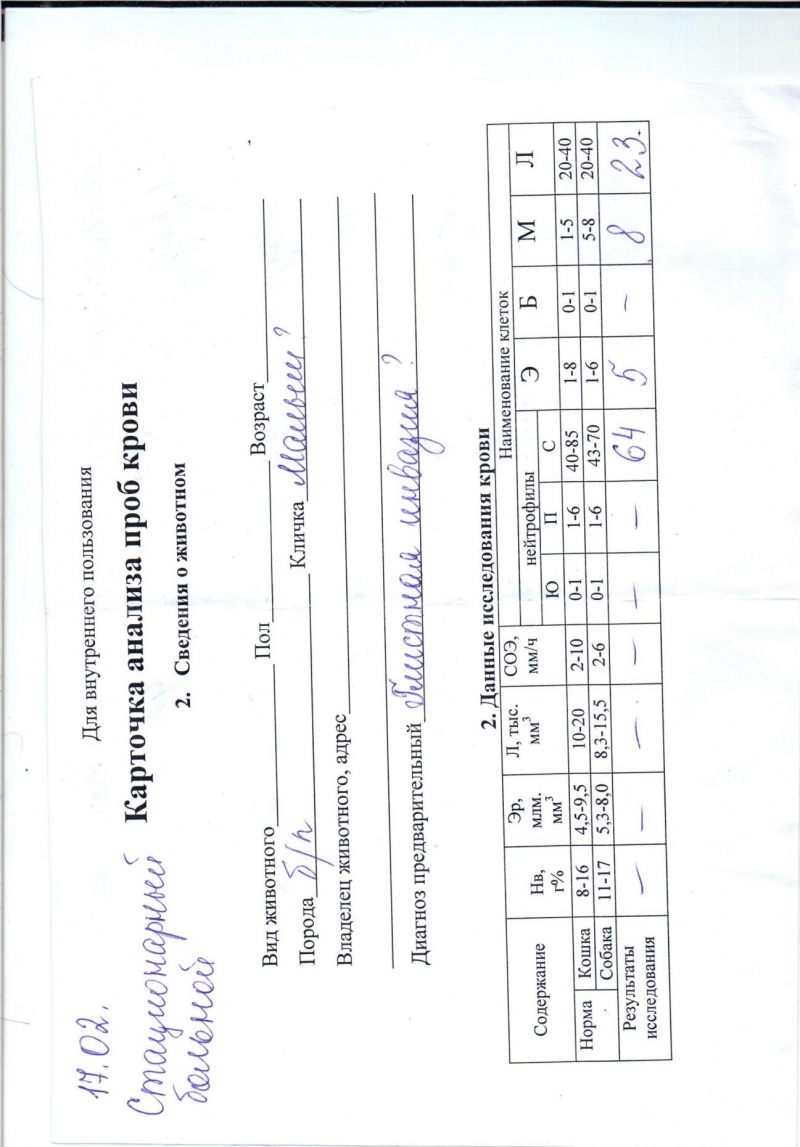 17.02.
Для внутреннего пользования
Стационарный
больной
Карточка анализа проб крови
2. Сведения о животном
Вид животного Пол Возраст
Порода б/п Кличка Малыш?
Владелец животного, адрес
Диагноз предварительный Глистная инвазия ?
2. Данные исследования крови
Содержание Нв, г% Эр, млм. мм³ Л, тыс. мм³ СОЭ, мм/ч Наименование клеток
нейтрофилы Э Б М Л
Ю П С
Норма Кошка 8-16 4,5-9,5 10-20 2-10 0-1 1-6 40-85 1-8 0-1 1-5 20-40
Собака 11-17 5,3-8,0 8,3-15,5 2-6 0-1 1-6 43-70 1-6 0-1 5-8 20-40
Результаты исследования — — — — — — 64 5 — 8 23.